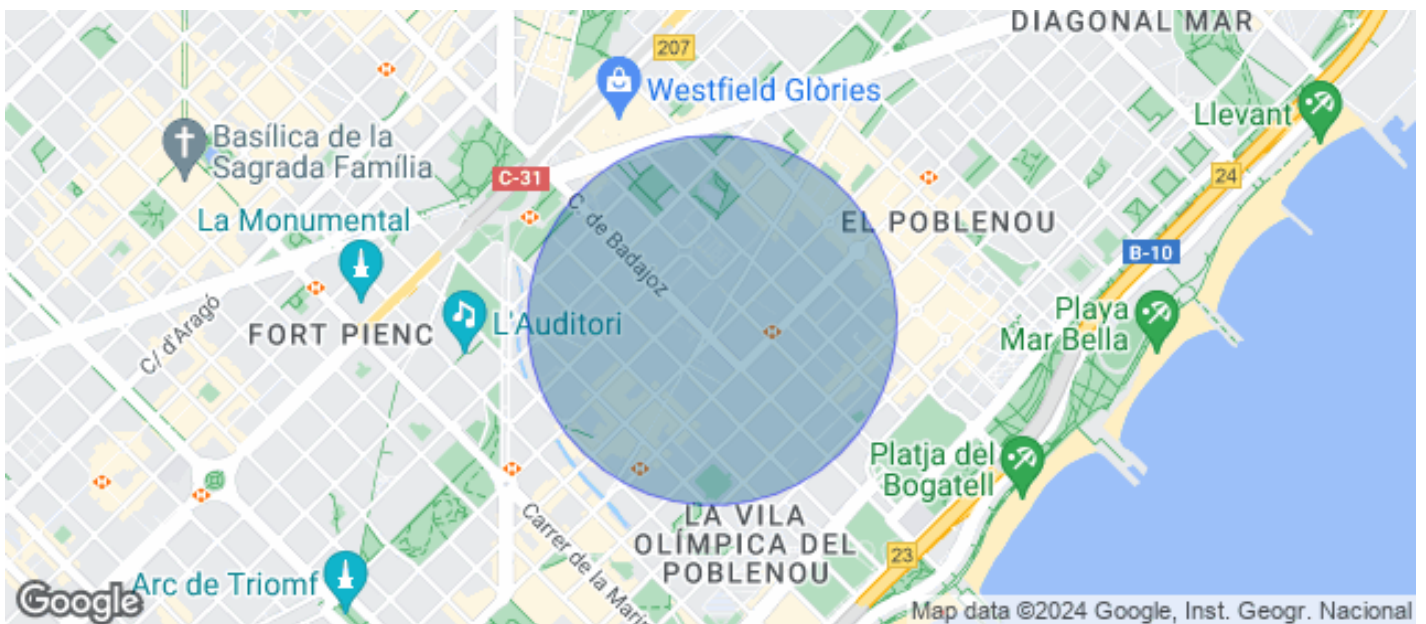 DIAGONAL MAR
207
Westfield Glòries
Llevant
Basílica de la
Sagrada Família
24
C-31
La Monumental
C. de Badajoz
EL POBLENOU
B-10
C/ d'Aragó
FORT PIENC
L'Auditori
Playa
Mar Bella
Platja del
Bogatell
LA VILA
OLÍMPICA DEL
POBLENOU
23
Carrer de la Marin
Arc de Triomf
Google
Map data ©2024 Google, Inst. Geogr. Nacional